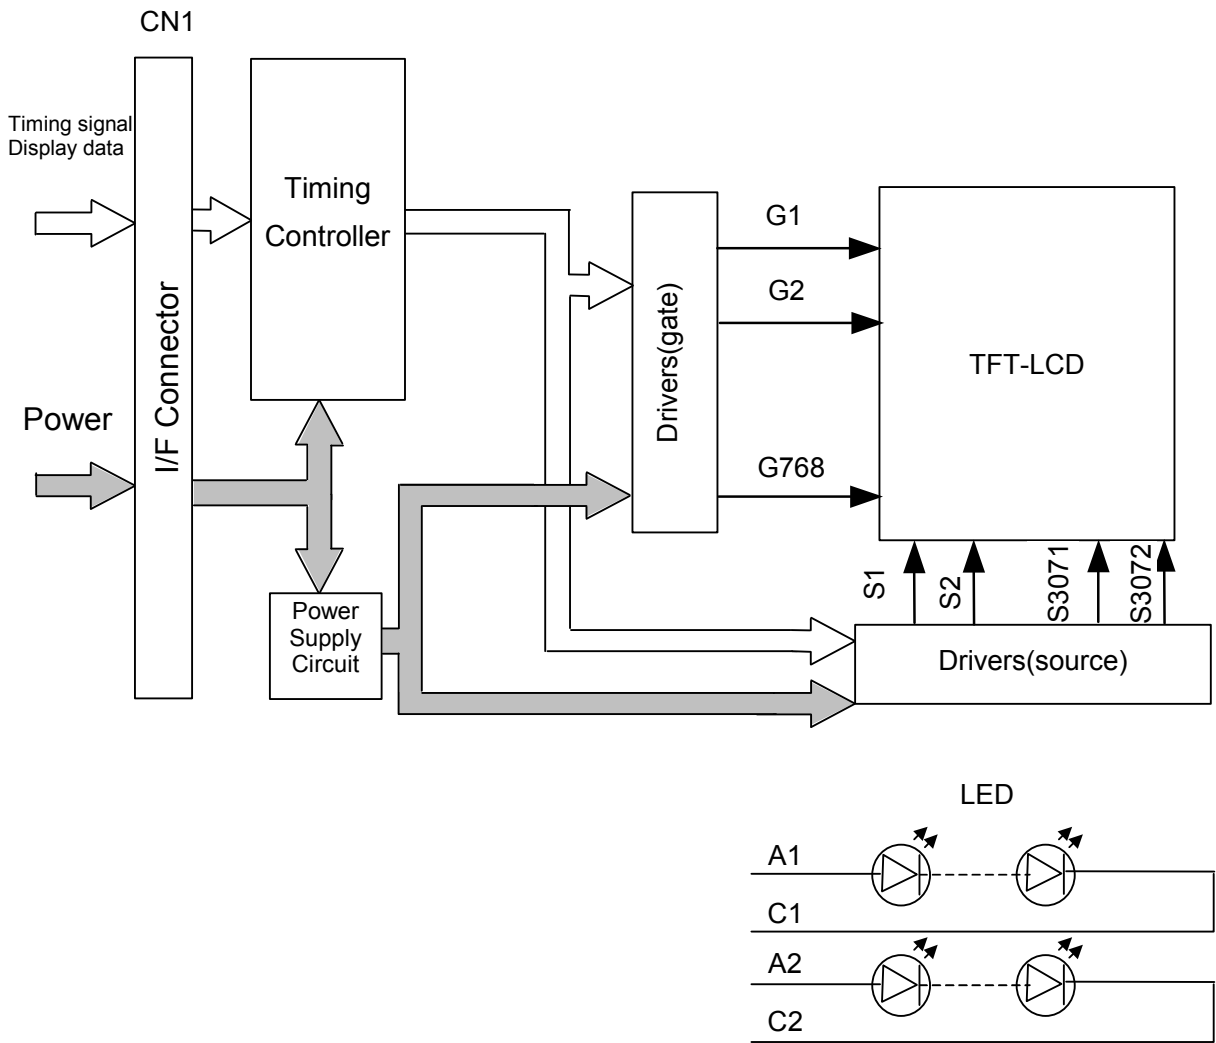 CN1
Timing signal
Display data
Power
I/F Connector
Timing
Controller
Power
Supply
Circuit
Drivers(gate)
G1
G2
G768
TFT-LCD
S1
S2
S3071
S3072
Drivers(source)
LED
A1
C1
A2
C2